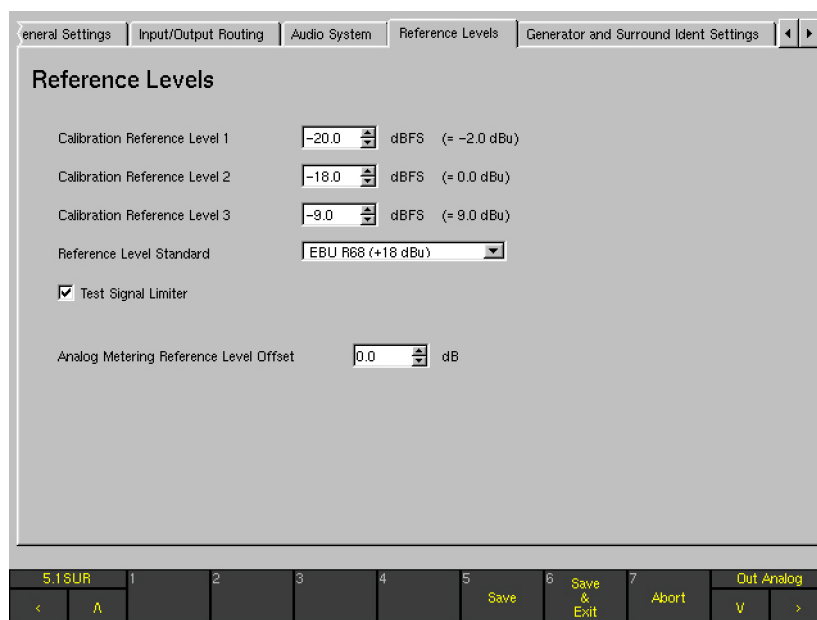 eneral Settings Input/Output Routing Audio System Reference Levels Generator and Surround Ident Settings
Reference Levels
Calibration Reference Level 1 -20.0 dBFS (= -2.0 dBu)
Calibration Reference Level 2 -18.0 dBFS (= 0.0 dBu)
Calibration Reference Level 3 -9.0 dBFS (= 9.0 dBu)
Reference Level Standard EBU R68 (+18 dBu)
Test Signal Limiter
Analog Metering Reference Level Offset 0.0 dB
5.1SUR 1 2 3 4 5 Save 6 Save & Exit 7 Abort Out Analog
< Λ V >